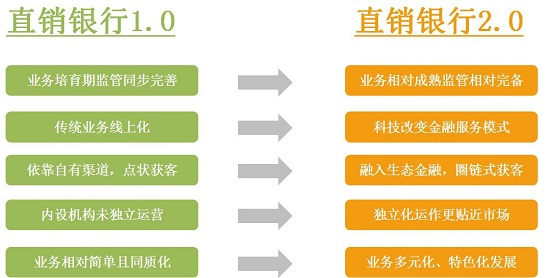 直销银行1.0
直销银行2.0
业务培育期监管同步完善
业务相对成熟监管相对完备
传统业务线上化
科技改变金融服务模式
依靠自有渠道，点状获客
融入生态金融，圈链式获客
内设机构未独立运营
独立化运作更贴近市场
业务相对简单且同质化
业务多元化、特色化发展